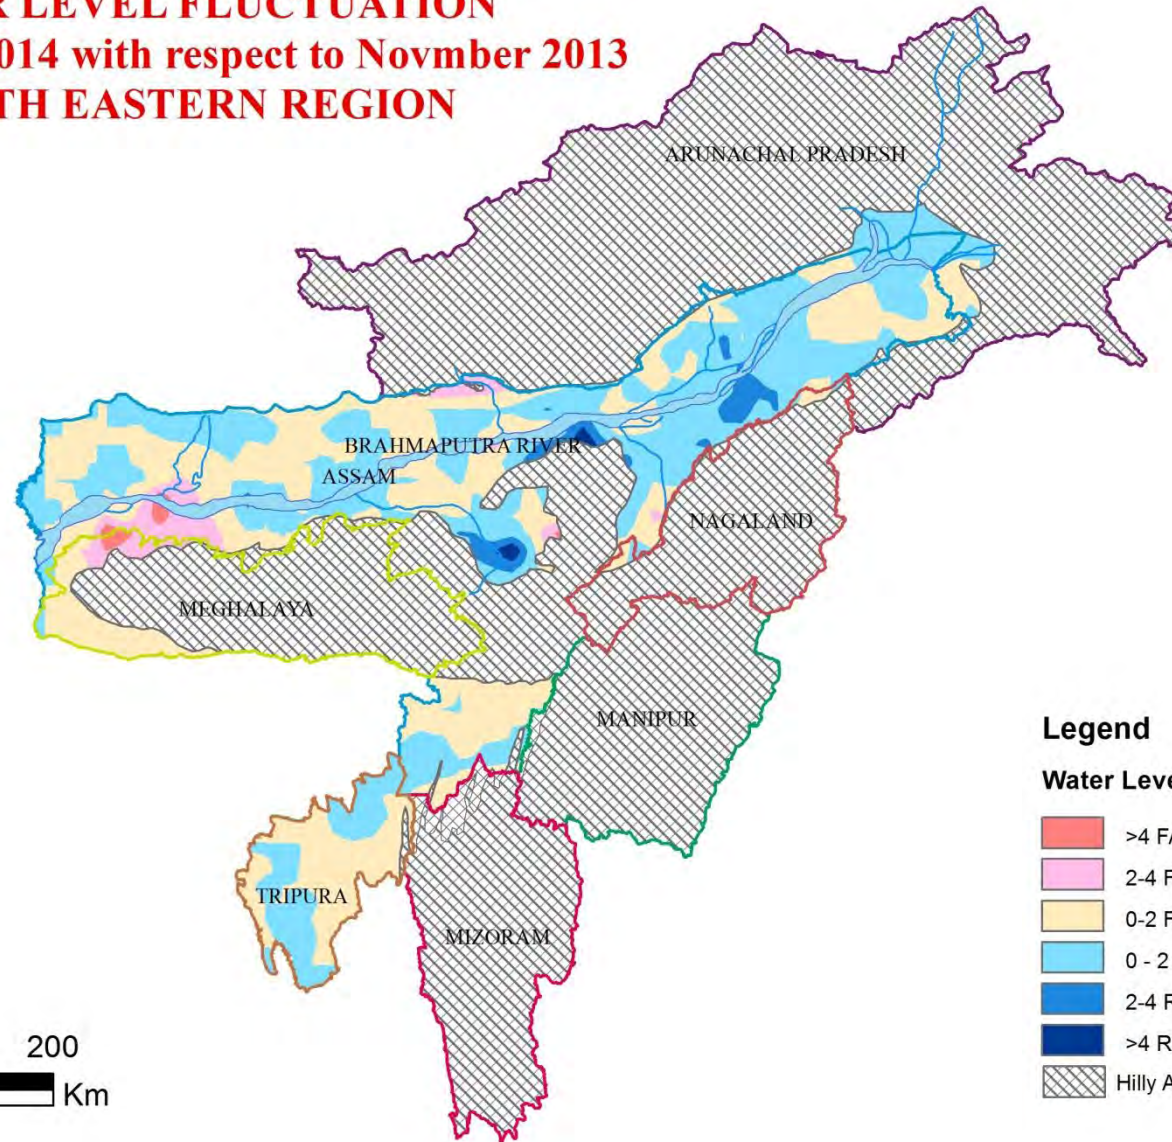 R LEVEL FLUCTUATION
014 with respect to Novmber 2013
TH EASTERN REGION
ARUNACHAL PRADESH
BRAHMAPUTRA RIVER
ASSAM
NAGALAND
MEGHALAYA
MANIPUR
TRIPURA
MIZORAM
Legend
Water Leve
>4 FA
2-4 F
0-2 F
0 - 2
2-4 R
>4 R
Hilly A
200
Km